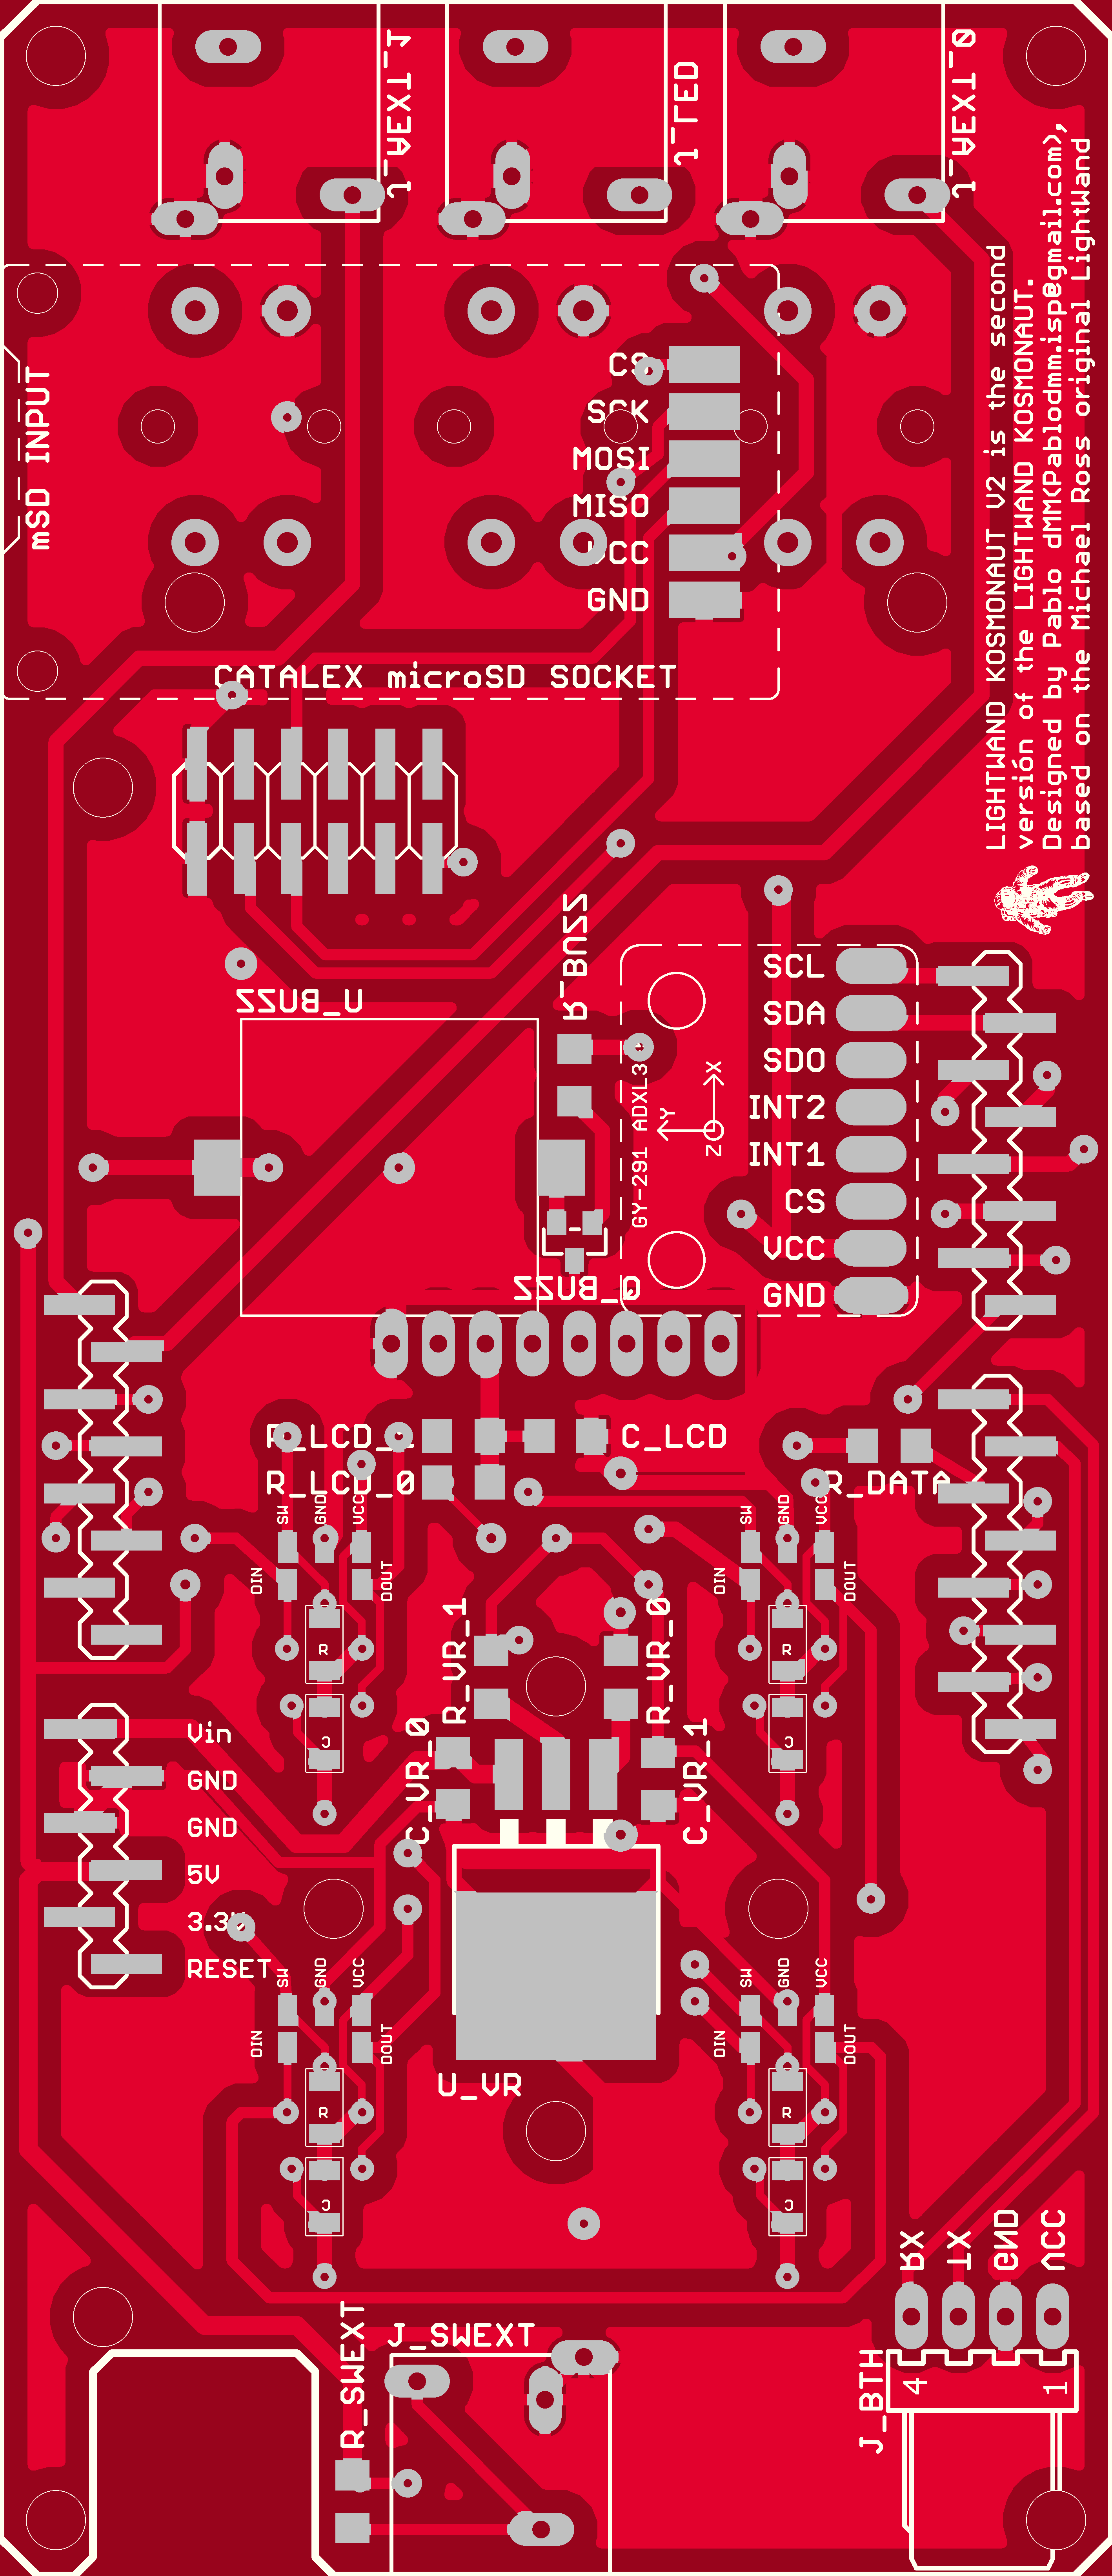 J_AEXT_1
J_LED
J_AEXT_0
mSD INPUT
CS
SCK
MOSI
MISO
VCC
GND
CATALEX microSD SOCKET
LIGHTWAND KOSMONAUT V2 is the second
versión of the LIGHTWAND KOSMONAUT.
Designed by Pablo dMM(Pablodmm.isp@gmail.com),
based on the Michael Ross original LightWand
R_BUZZ
U_BUZZ
SCL
SDA
SDO
INT2
INT1
CS
VCC
GND
X
Y
Z
GY-291 ADXL3
Q_BUZZ
R_LCD_1
C_LCD
R_LCD_0
R_DATA
SW
GND
VCC
DIN
DOUT
R
J
SW
GND
VCC
DIN
DOUT
R
J
R_VR_1
R_VR_0
C_VR_0
C_VR_1
Vin
GND
GND
5V
3.3V
RESET
SW
GND
VCC
DIN
DOUT
R
J
SW
GND
VCC
DIN
DOUT
R
J
U_VR
RX
TX
GND
VCC
R_SWEXT
J_SWEXT
J_BTH
4
1